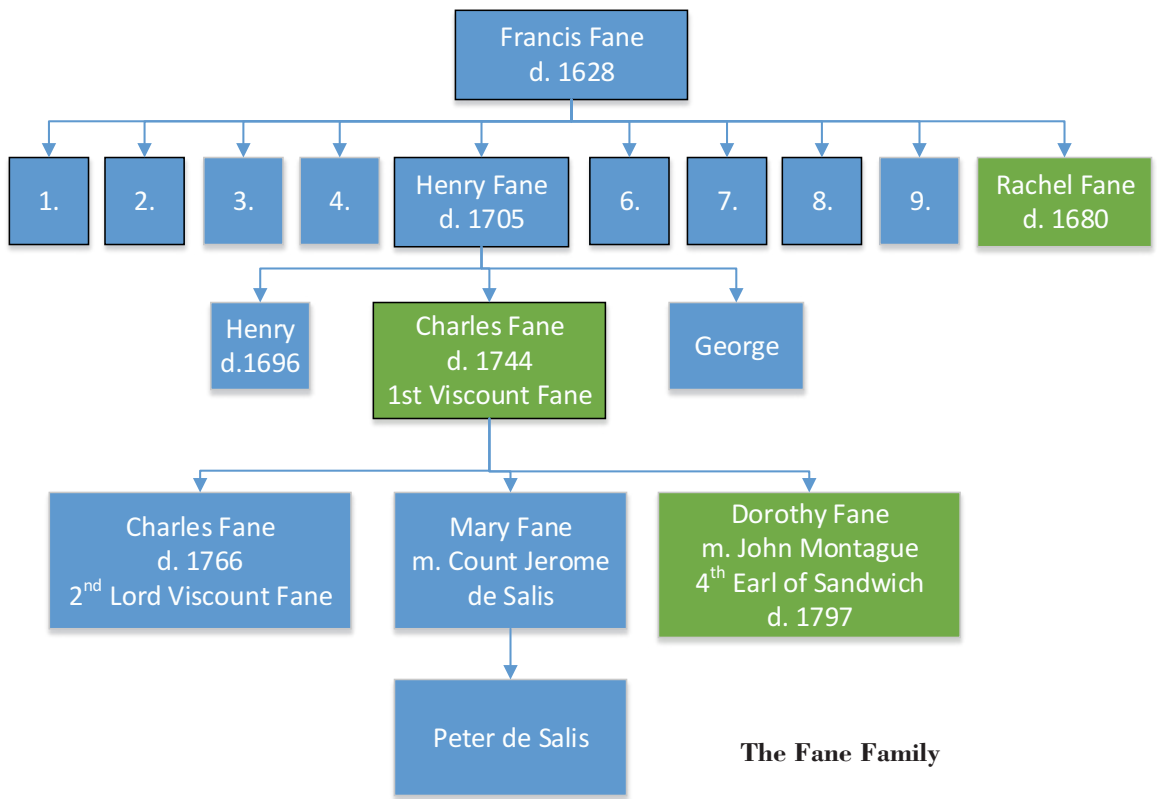 Francis Fane
d. 1628
1.
2.
3.
4.
Henry Fane
d. 1705
6.
7.
8.
9.
Rachel Fane
d. 1680
Henry
d.1696
Charles Fane
d. 1744
1st Viscount Fane
George
Charles Fane
d. 1766
2nd Lord Viscount Fane
Mary Fane
m. Count Jerome
de Salis
Dorothy Fane
m. John Montague
4th Earl of Sandwich
d. 1797
Peter de Salis
The Fane Family